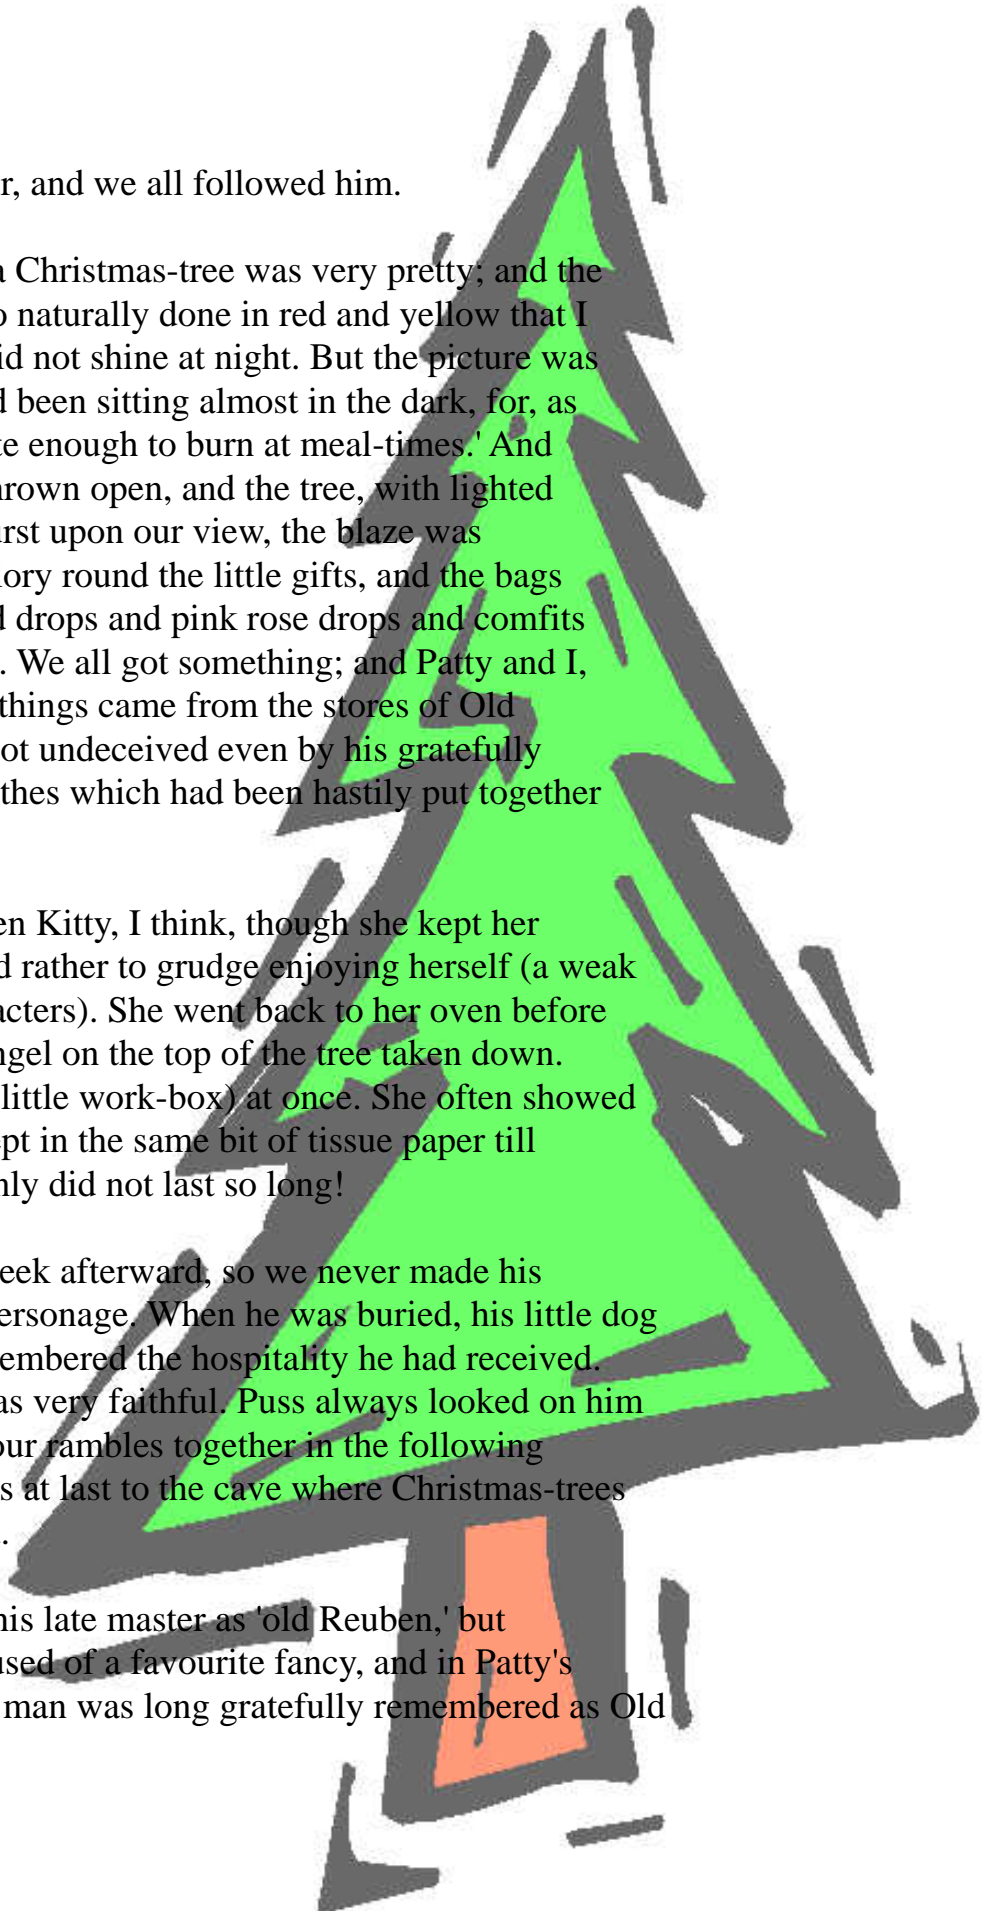 r, and we all followed him.
a Christmas-tree was very pretty; and the
o naturally done in red and yellow that I
id not shine at night. But the picture was
d been sitting almost in the dark, for, as
te enough to burn at meal-times.' And
hrown open, and the tree, with lighted
urst upon our view, the blaze was
lory round the little gifts, and the bags
d drops and pink rose drops and comfits
. We all got something; and Patty and I,
things came from the stores of Old
ot undeceived even by his gratefully
thes which had been hastily put together
en Kitty, I think, though she kept her
d rather to grudge enjoying herself (a weak
acters). She went back to her oven before
ngel on the top of the tree taken down.
little work-box) at once. She often showed
ept in the same bit of tissue paper till
nly did not last so long!
eek afterward, so we never made his
ersonage. When he was buried, his little dog
embered the hospitality he had received.
as very faithful. Puss always looked on him
our rambles together in the following
s at last to the cave where Christmas-trees
.
his late master as 'old Reuben,' but
used of a favourite fancy, and in Patty's
man was long gratefully remembered as Old